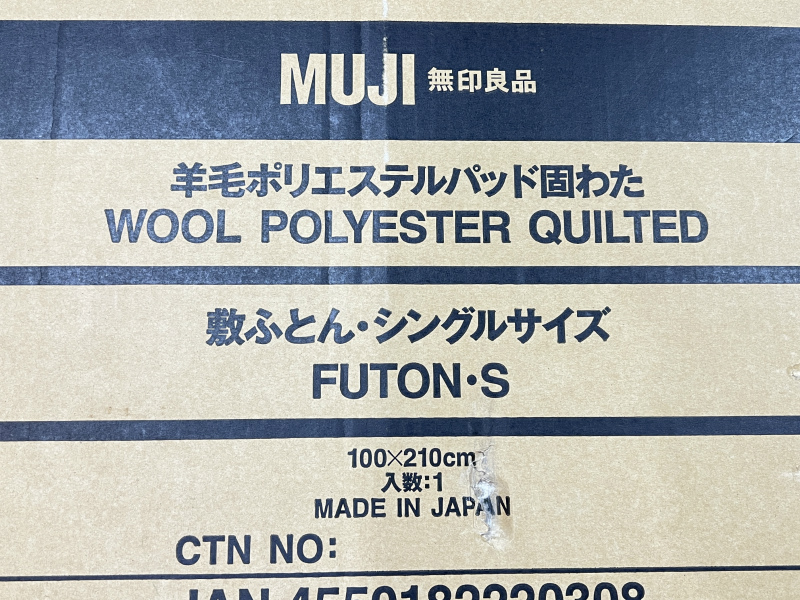 MUJI 無印良品
羊毛ポリエステルパッド固わた
WOOL POLYESTER QUILTED
敷ふとん・シングルサイズ
FUTON・S
100×210cm
入数:1
MADE IN JAPAN
CTN NO:
JAN 4550182220308